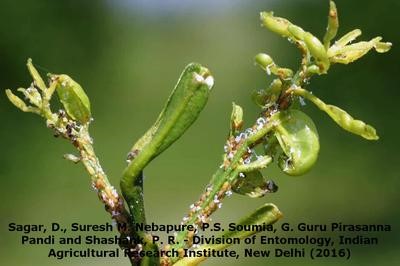 Sagar, D., Suresh M. Nebapure, P.S. Soumia, G. Guru Pirasanna
Pandi and Shashank, P. R. - Division of Entomology, Indian
Agricultural Research Institute, New Delhi (2016)